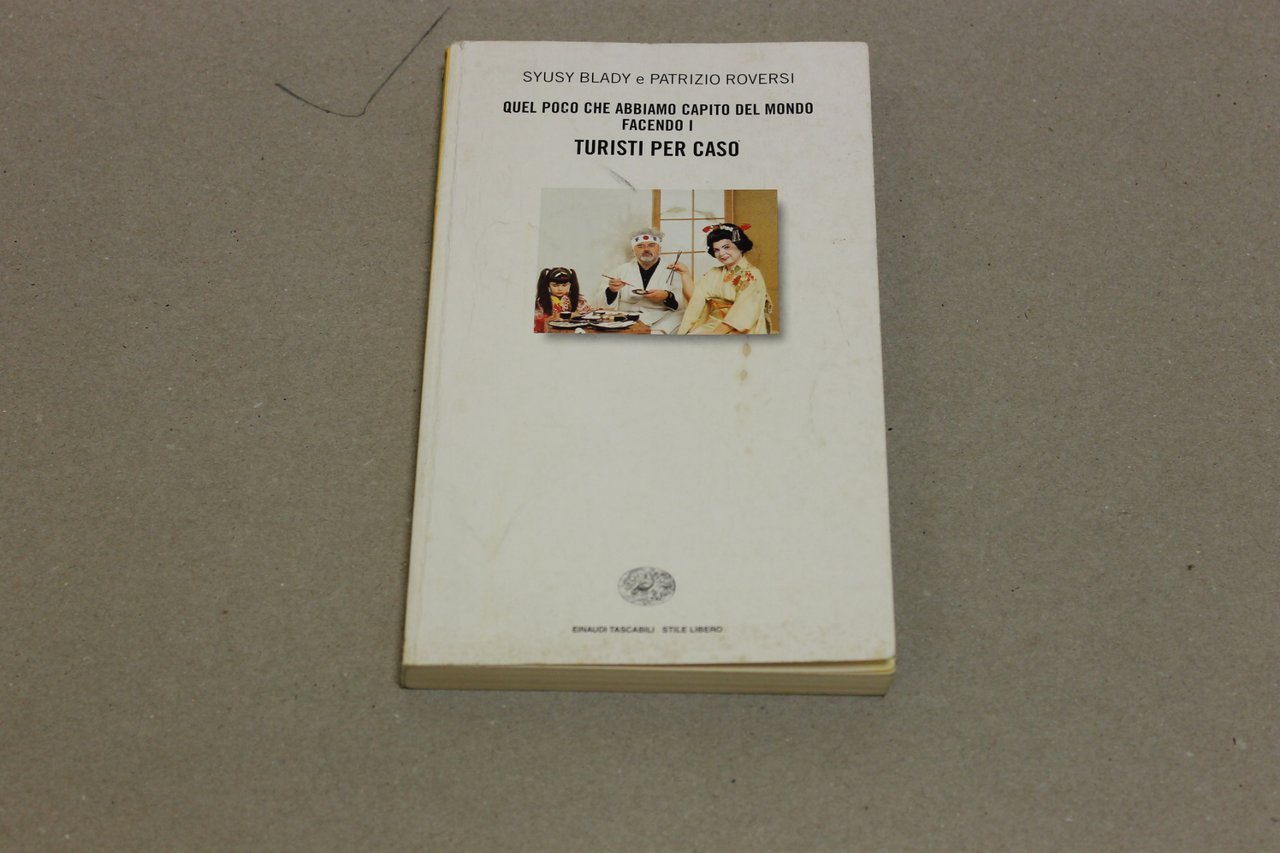 SYUSY BLADY e PATRIZIO ROVERSI
QUEL POCO CHE ABBIAMO CAPITO DEL MONDO
FACENDO I
TURISTI PER CASO
EINAUDI TASCABILI STILE LIBERO